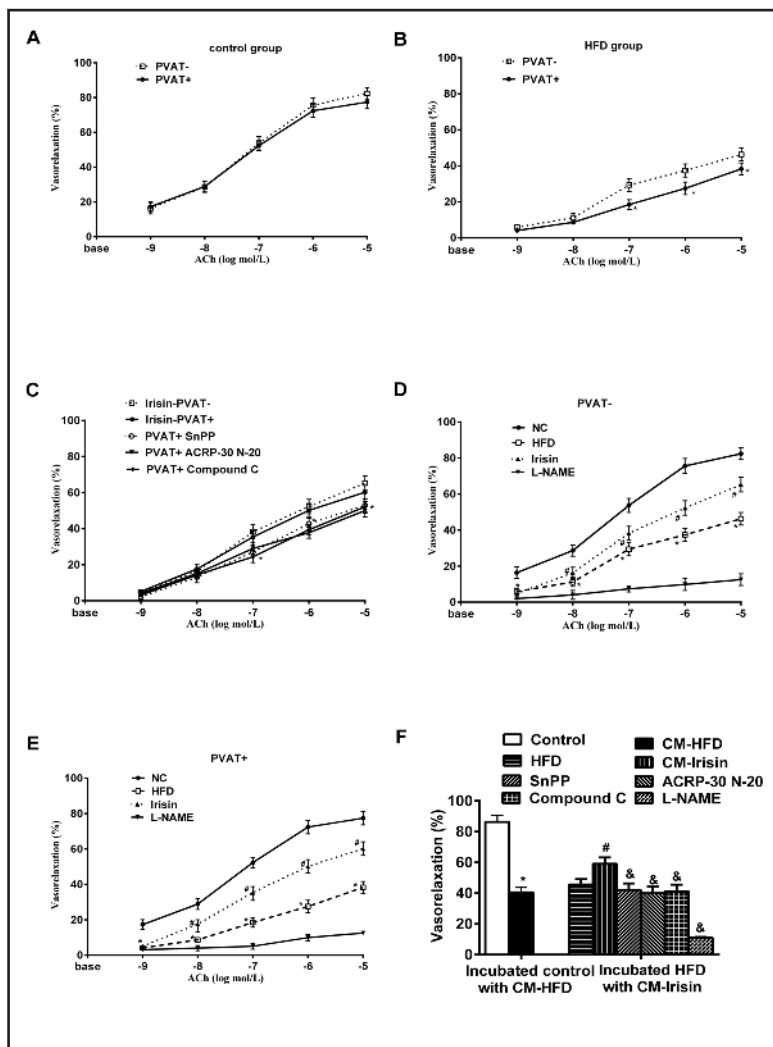 A
control group
PVAT-
PVAT+
Vasorelaxation (%)
100
80
60
40
20
0
base
-9
-8
-7
-6
-5
ACh (log mol/L)
B
HFD group
PVAT-
PVAT+
Vasorelaxation (%)
100
80
60
40
20
0
base
-9
-8
-7
-6
-5
ACh (log mol/L)
*
*
*
C
Irisin-PVAT-
Irisin-PVAT+
PVAT+ SnPP
PVAT+ ACRP-30 N-20
PVAT+ Compound C
Vasorelaxation (%)
100
80
60
40
20
0
base
-9
-8
-7
-6
-5
ACh (log mol/L)
D
PVAT-
NC
HFD
Irisin
L-NAME
Vasorelaxation (%)
100
80
60
40
20
0
base
-9
-8
-7
-6
-5
ACh (log mol/L)
E
PVAT+
NC
HFD
Irisin
L-NAME
Vasorelaxation (%)
100
80
60
40
20
0
base
-9
-8
-7
-6
-5
ACh (log mol/L)
F
Control
CM-HFD
HFD
CM-Irisin
SnPP
ACRP-30 N-20
Compound C
L-NAME
Vasorelaxation (%)
100
80
60
40
20
0
*
#
&
&
&
&
Incubated control
with CM-HFD
Incubated HFD
with CM-Irisin